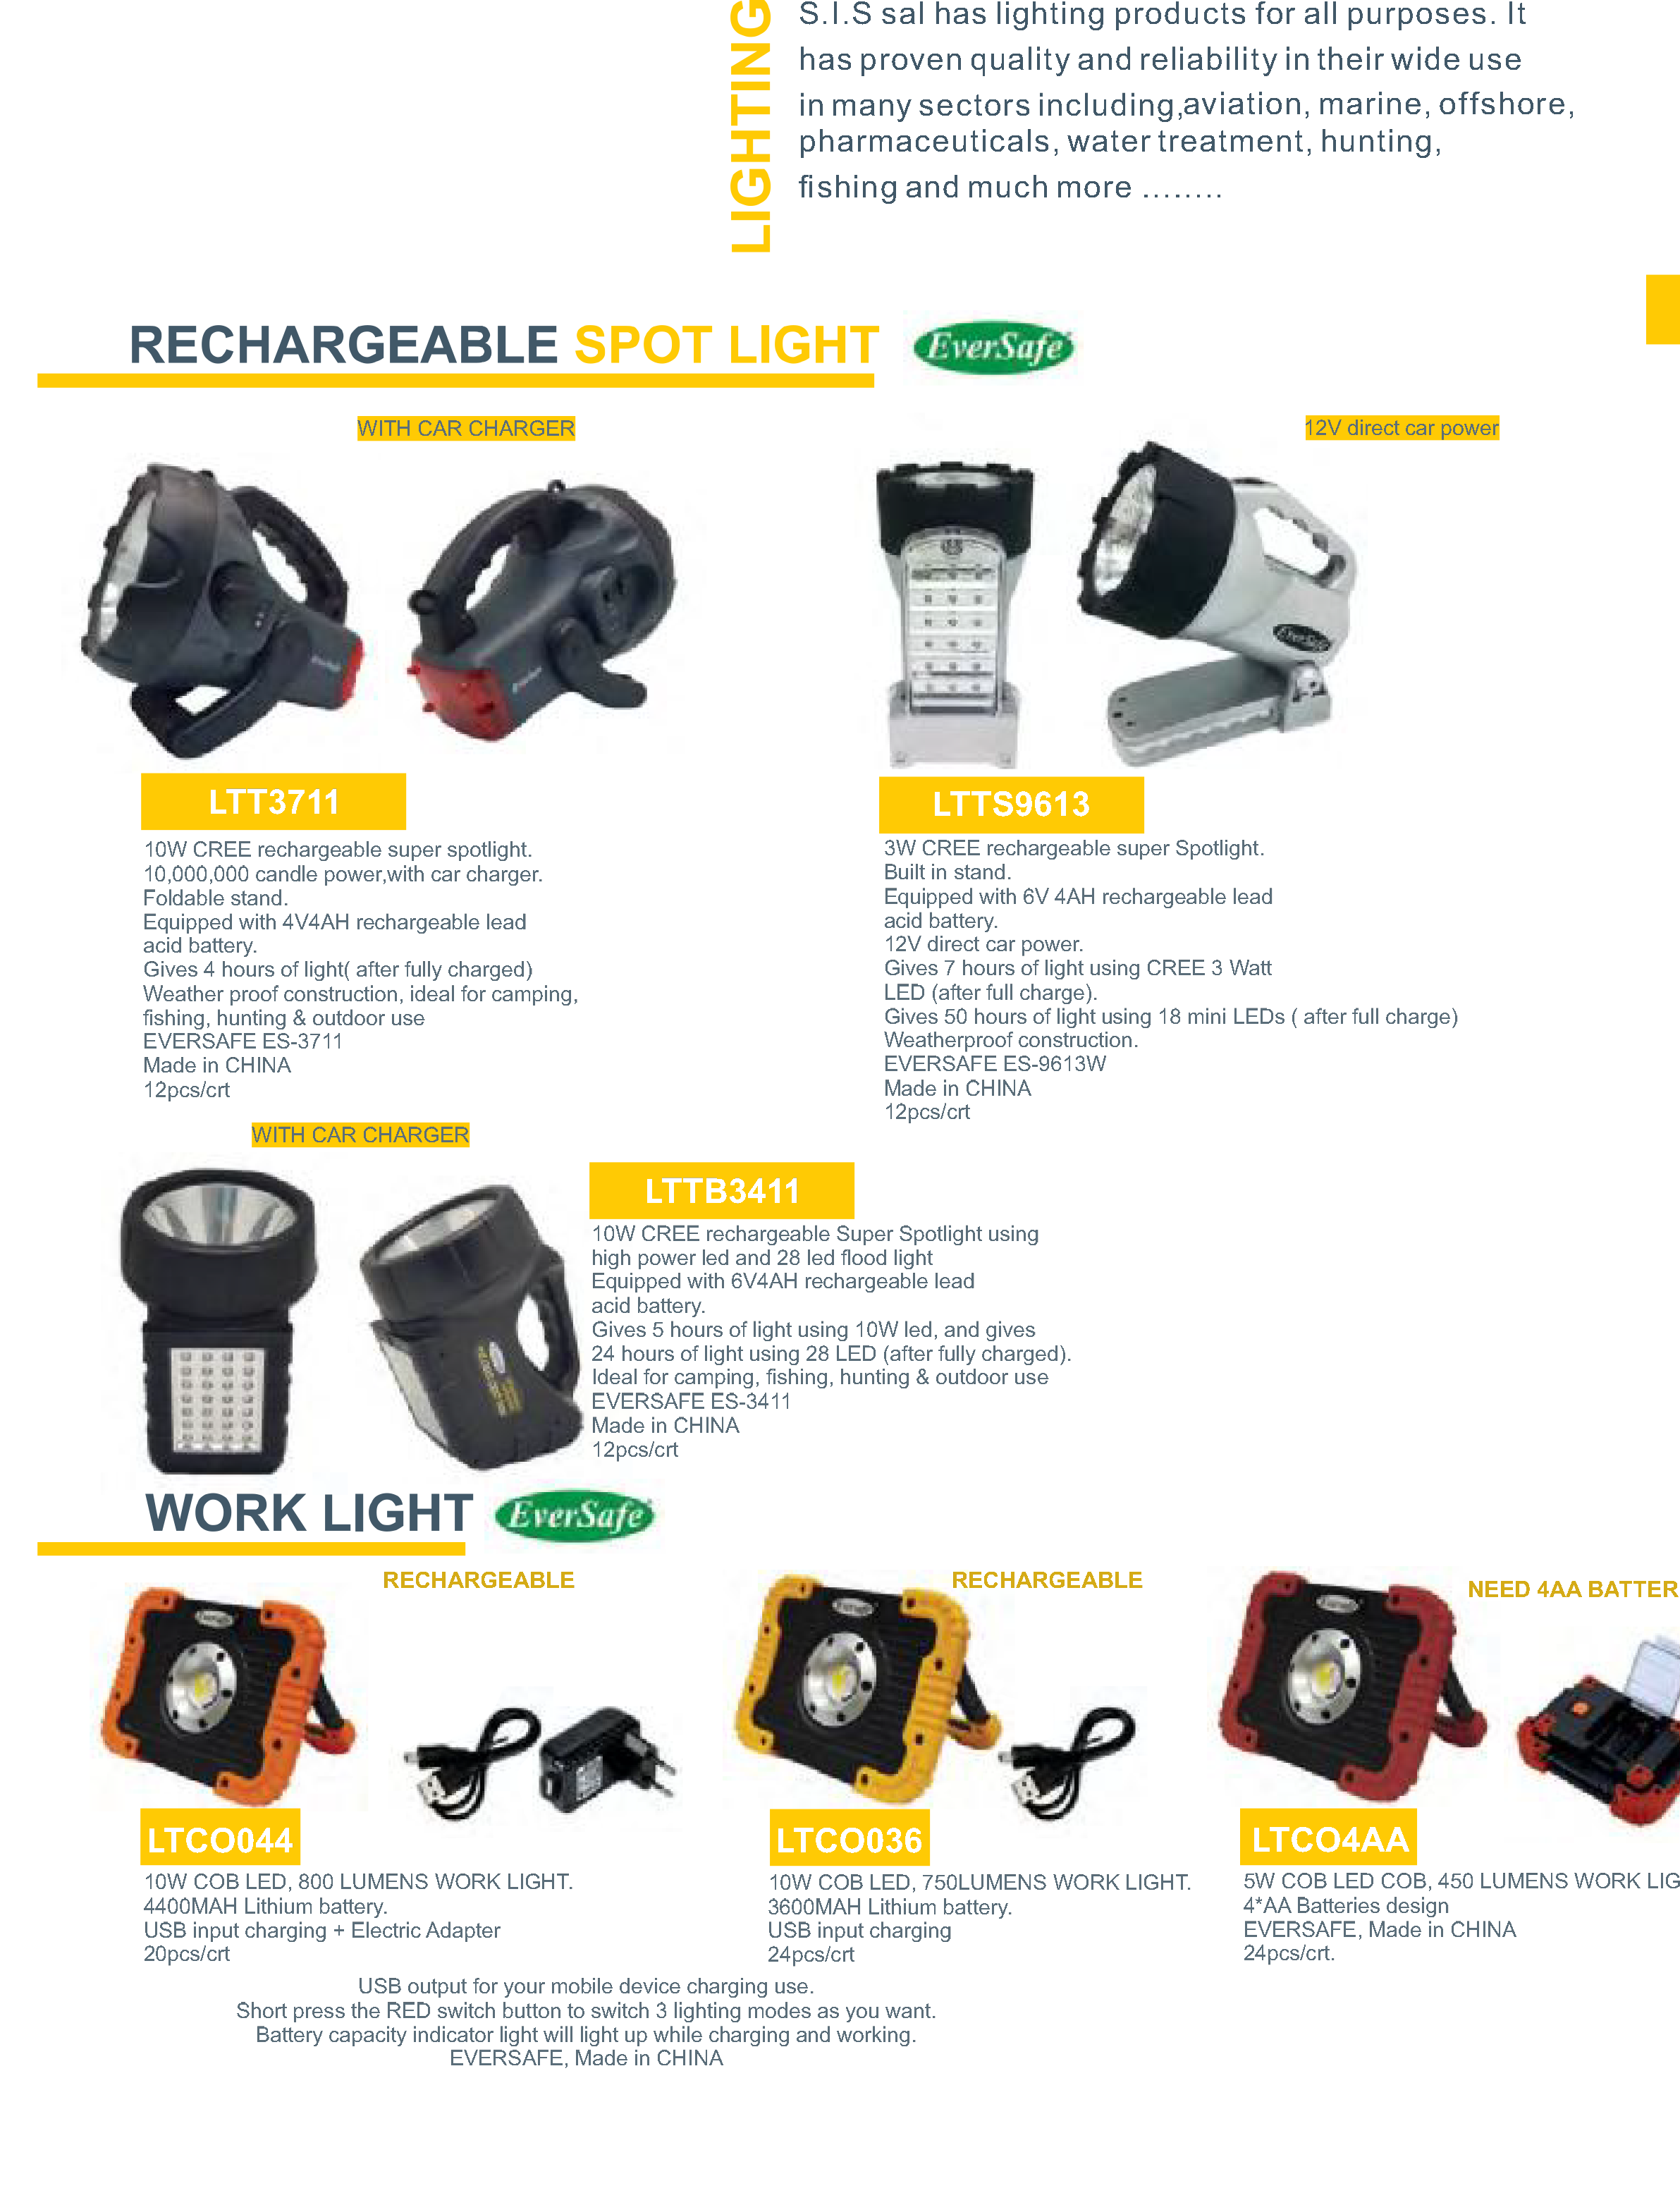 LIGHTING
S.I.S sal has lighting products for all purposes. It
has proven quality and reliability in their wide use
in many sectors including,aviation, marine, offshore,
pharmaceuticals, water treatment, hunting,
fishing and much more ........
RECHARGEABLE SPOT LIGHT
EverSafe
WITH CAR CHARGER
12V direct car power
EverSafe
LTT3711
10W CREE rechargeable super spotlight.
10,000,000 candle power,with car charger.
Foldable stand.
Equipped with 4V4AH rechargeable lead
acid battery.
Gives 4 hours of light( after fully charged)
Weather proof construction, ideal for camping,
fishing, hunting & outdoor use
EVERSAFE ES-3711
Made in CHINA
12pcs/crt
LTTS9613
3W CREE rechargeable super Spotlight.
Built in stand.
Equipped with 6V 4AH rechargeable lead
acid battery.
12V direct car power.
Gives 7 hours of light using CREE 3 Watt
LED (after full charge).
Gives 50 hours of light using 18 mini LEDs ( after full charge)
Weatherproof construction.
EVERSAFE ES-9613W
Made in CHINA
12pcs/crt
WITH CAR CHARGER
LTTB3411
10W CREE rechargeable Super Spotlight using
high power led and 28 led flood light
Equipped with 6V4AH rechargeable lead
acid battery.
Gives 5 hours of light using 10W led, and gives
24 hours of light using 28 LED (after fully charged).
Ideal for camping, fishing, hunting & outdoor use
EVERSAFE ES-3411
Made in CHINA
12pcs/crt
WORK LIGHT
EverSafe
RECHARGEABLE
RECHARGEABLE
NEED 4AA BATTER
EverSafe
EverSafe
EverSafe
LTCO044
10W COB LED, 800 LUMENS WORK LIGHT.
4400MAH Lithium battery.
USB input charging + Electric Adapter
20pcs/crt
LTCO036
10W COB LED, 750LUMENS WORK LIGHT.
3600MAH Lithium battery.
USB input charging
24pcs/crt
LTCO4AA
5W COB LED COB, 450 LUMENS WORK LIG
4*AA Batteries design
EVERSAFE, Made in CHINA
24pcs/crt.
USB output for your mobile device charging use.
Short press the RED switch button to switch 3 lighting modes as you want.
Battery capacity indicator light will light up while charging and working.
EVERSAFE, Made in CHINA